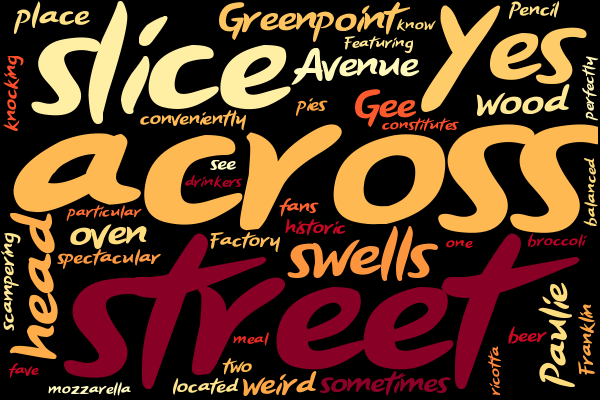 place
Greenpoint
know
Pencil
slice
Featuring
Yes
knocking
Avenue
perfectly
conveniently
pies
Gee
wood
constitutes
across
see
drinkers
balanced
particular
fans
historic
oven
Factory
swells
one
broccoli
spectacular
scampering
head
street
Paulie
Franklin
meal
beer
fave
two
ricotta
mozzarella
located
weird
sometimes